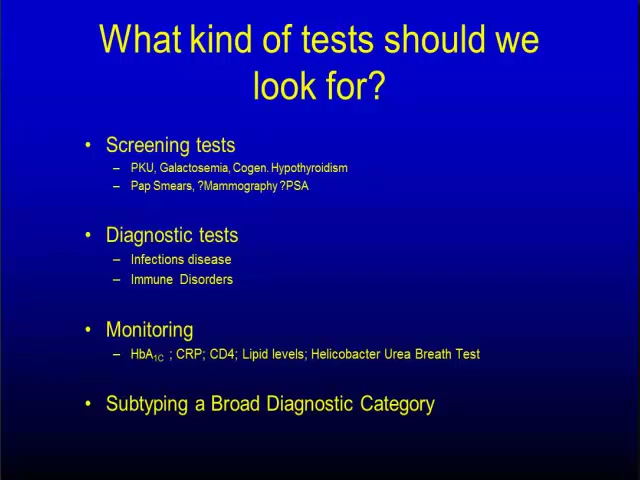 What kind of tests should we
look for?
• Screening tests
– PKU, Galactosemia, Cogen. Hypothyroidism
– Pap Smears, ?Mammography ?PSA
• Diagnostic tests
– Infections disease
– Immune Disorders
• Monitoring
– HbA1C ; CRP; CD4; Lipid levels; Helicobacter Urea Breath Test
• Subtyping a Broad Diagnostic Category